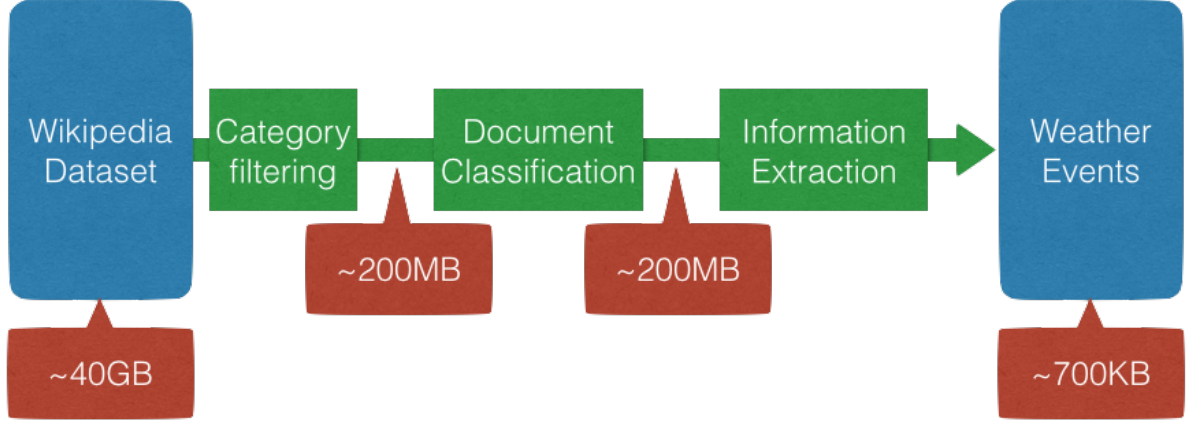 Wikipedia
Dataset
Category
filtering
Document
Classification
Information
Extraction
Weather
Events
~200MB
~200MB
~40GB
~700KB